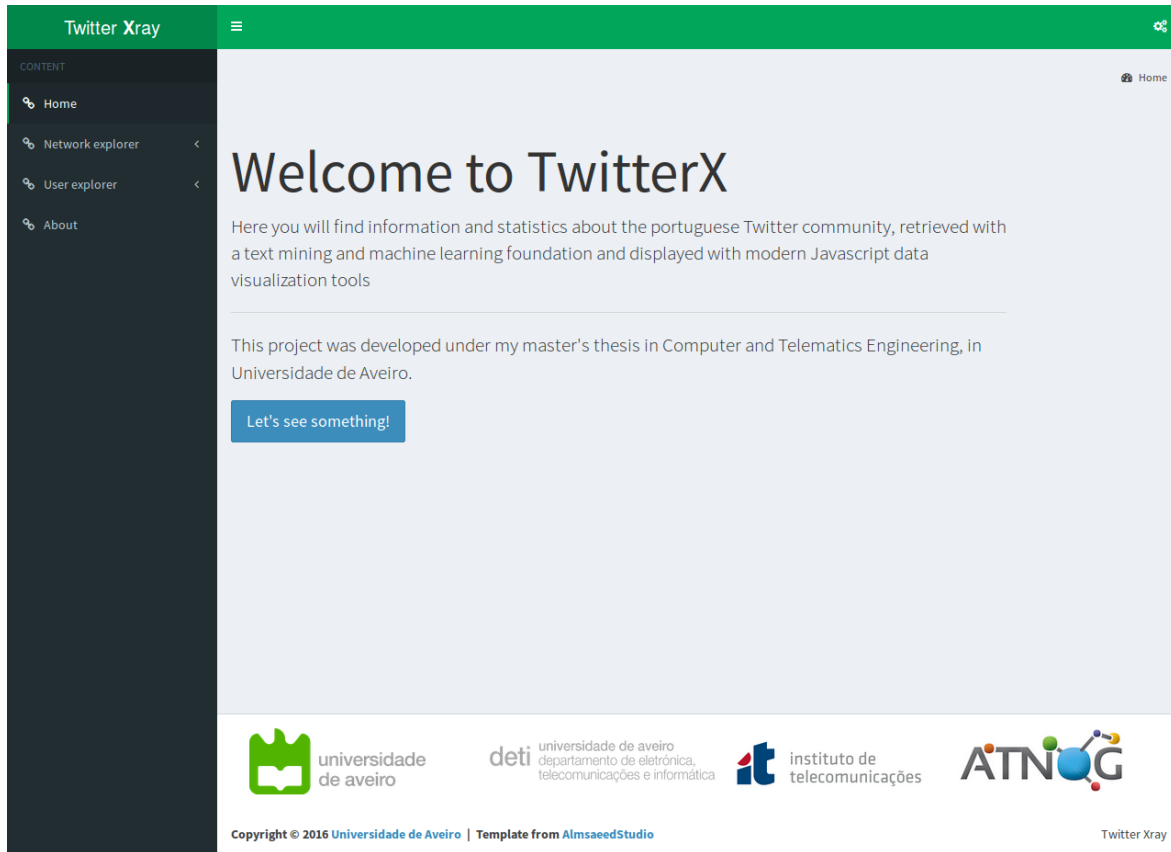 Twitter Xray
CONTENT
Home
Network explorer
User explorer
About
Home
Welcome to TwitterX
Here you will find information and statistics about the portuguese Twitter community, retrieved with
a text mining and machine learning foundation and displayed with modern Javascript data
visualization tools
This project was developed under my master's thesis in Computer and Telematics Engineering, in
Universidade de Aveiro.
Let's see something!
universidade
de aveiro
deti
universidade de aveiro
departamento de eletrónica,
telecomunicações e informática
it
instituto de
telecomunicações
ATNOG
Copyright © 2016 Universidade de Aveiro | Template from AlmsaeedStudio
Twitter Xray